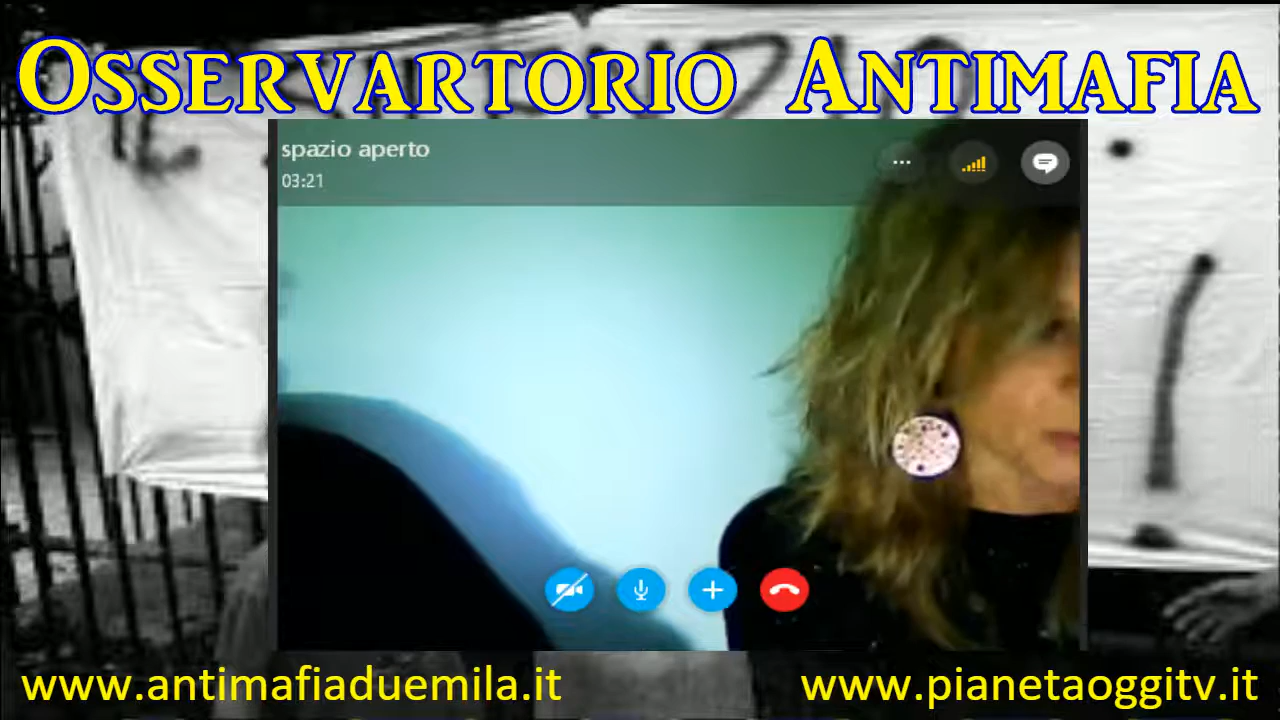 OSSERVARTORIO ANTIMAFIA
spazio aperto
03:21
www.antimafiaduemila.it
www.pianetaoggitv.it